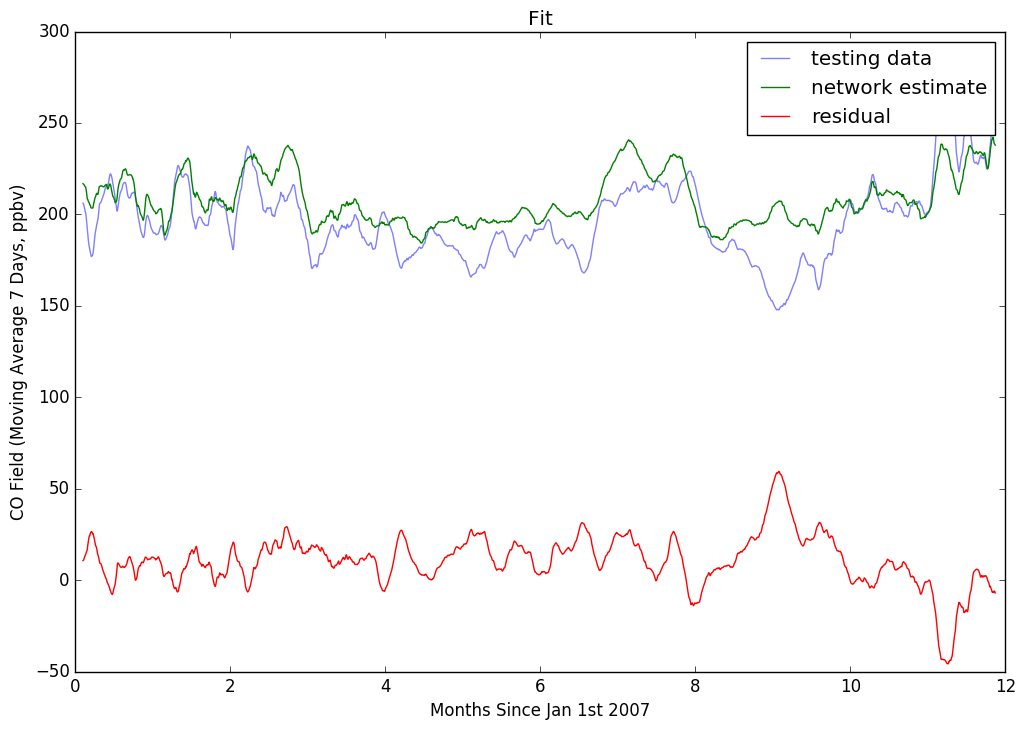 Fit
testing data
network estimate
residual
CO Field (Moving Average 7 Days, ppbv)
300
250
200
150
100
50
0
−50
0 2 4 6 8 10 12
Months Since Jan 1st 2007